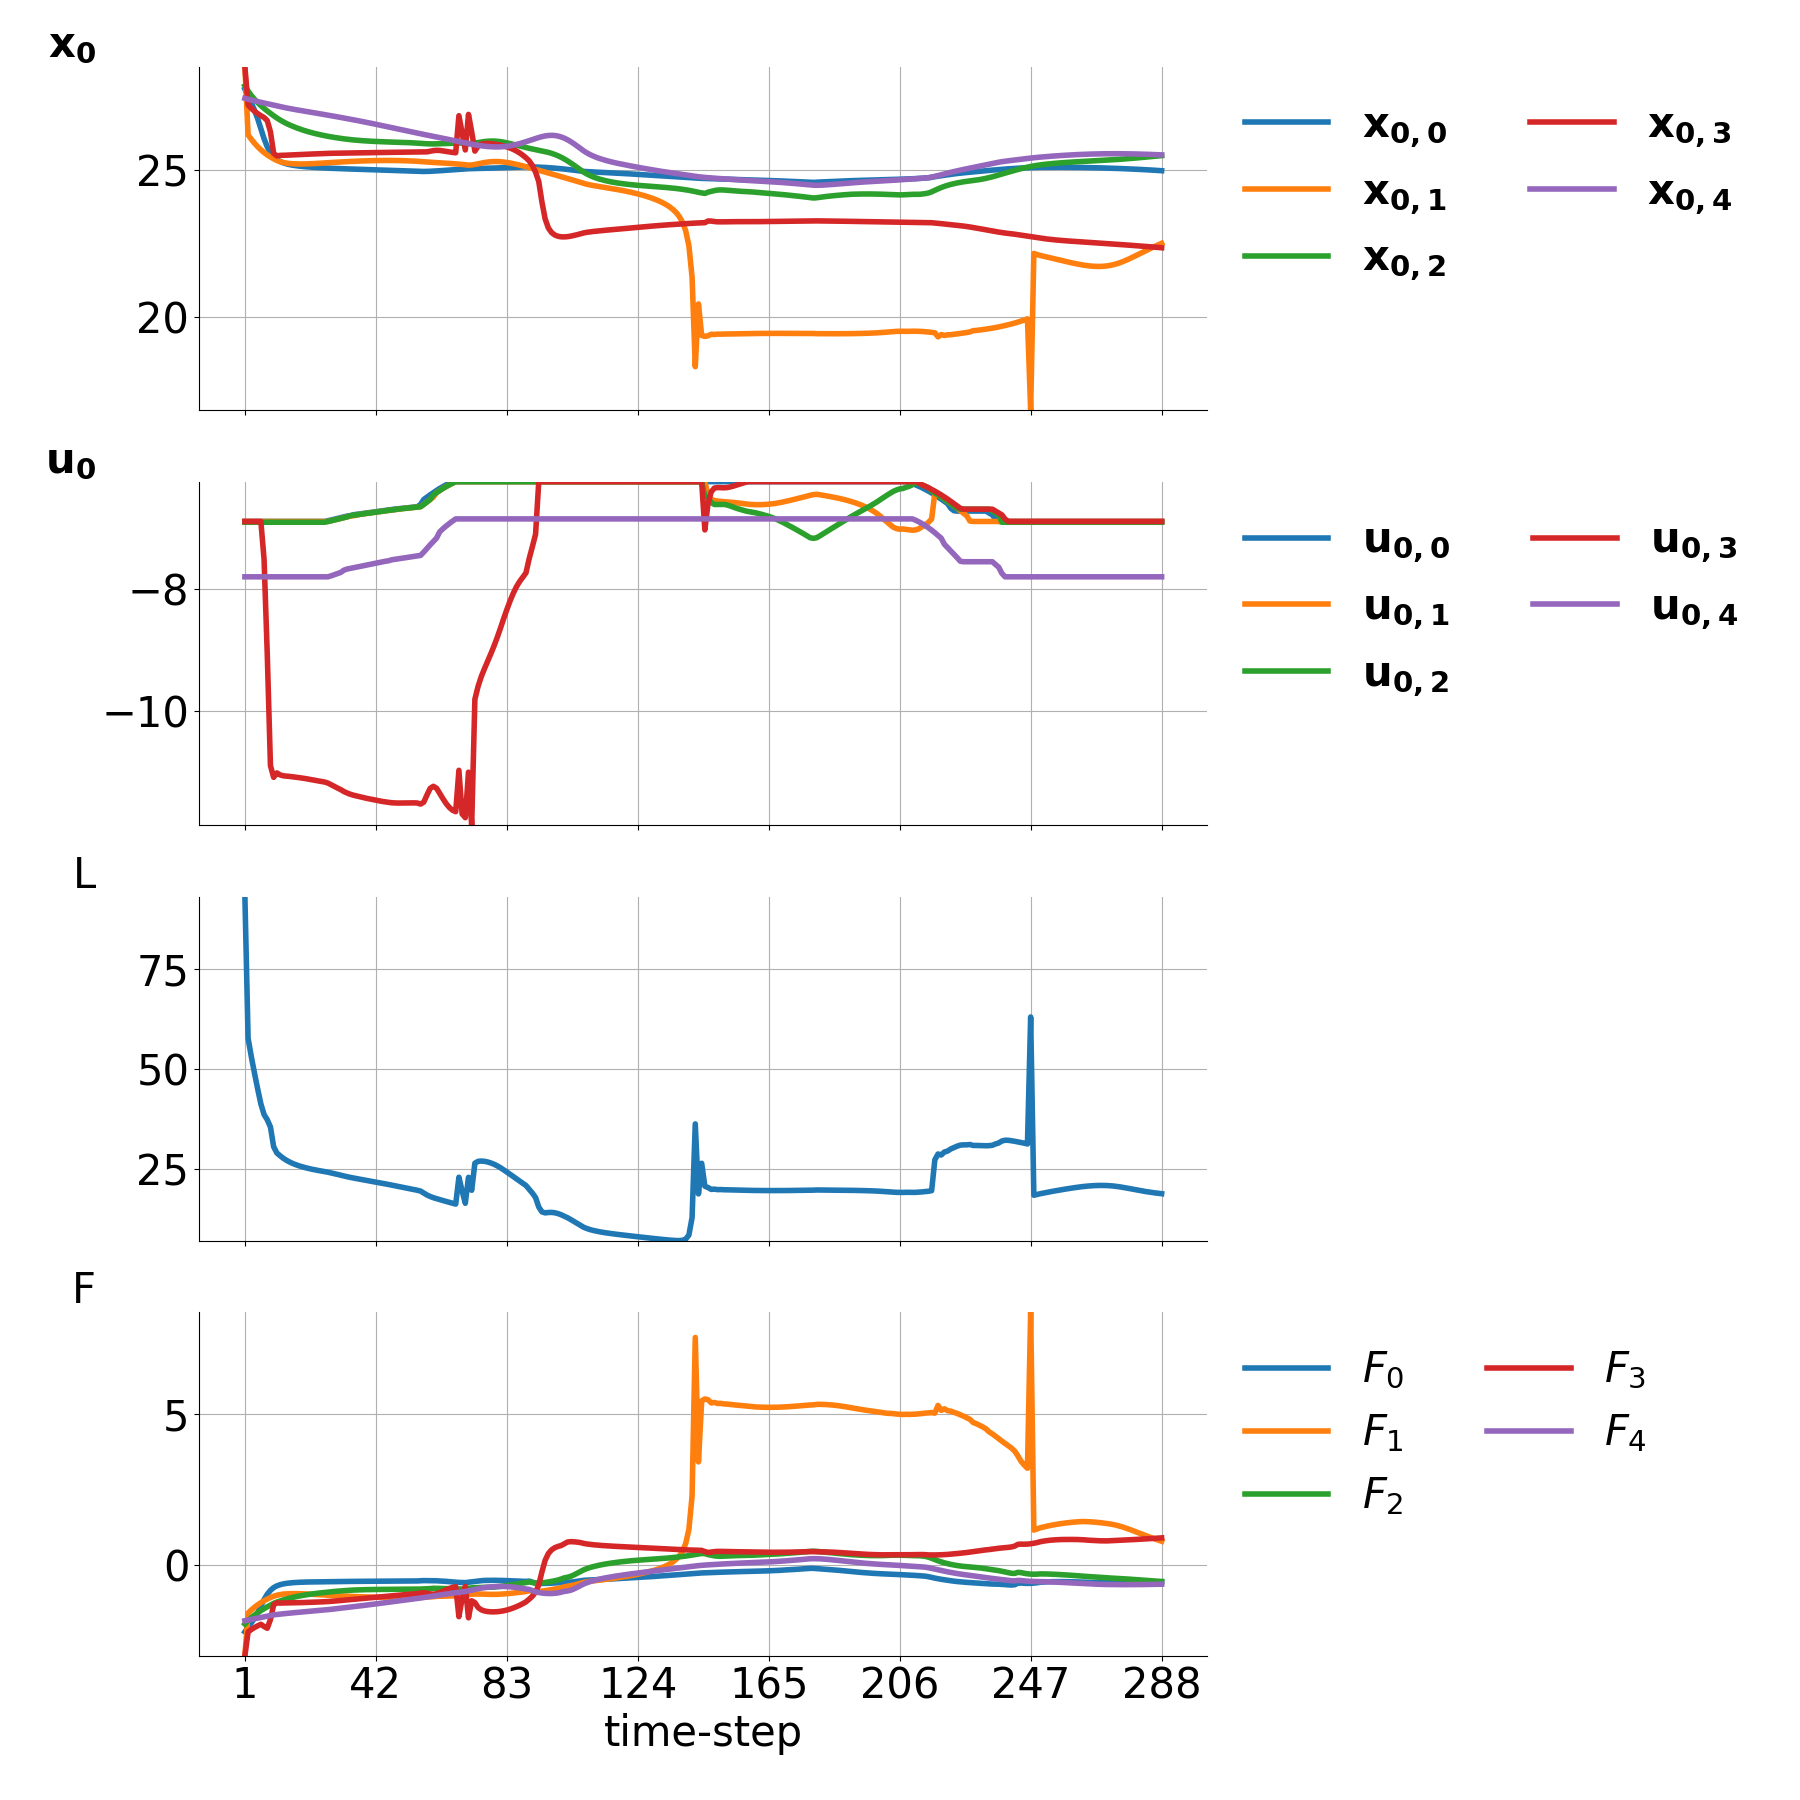 x0
25
20
x0,0 x0,3
x0,1 x0,4
x0,2
u0
−8
−10
u0,0 u0,3
u0,1 u0,4
u0,2
L
75
50
25
F
5
0
F0 F3
F1 F4
F2
1 42 83 124 165 206 247 288
time-step